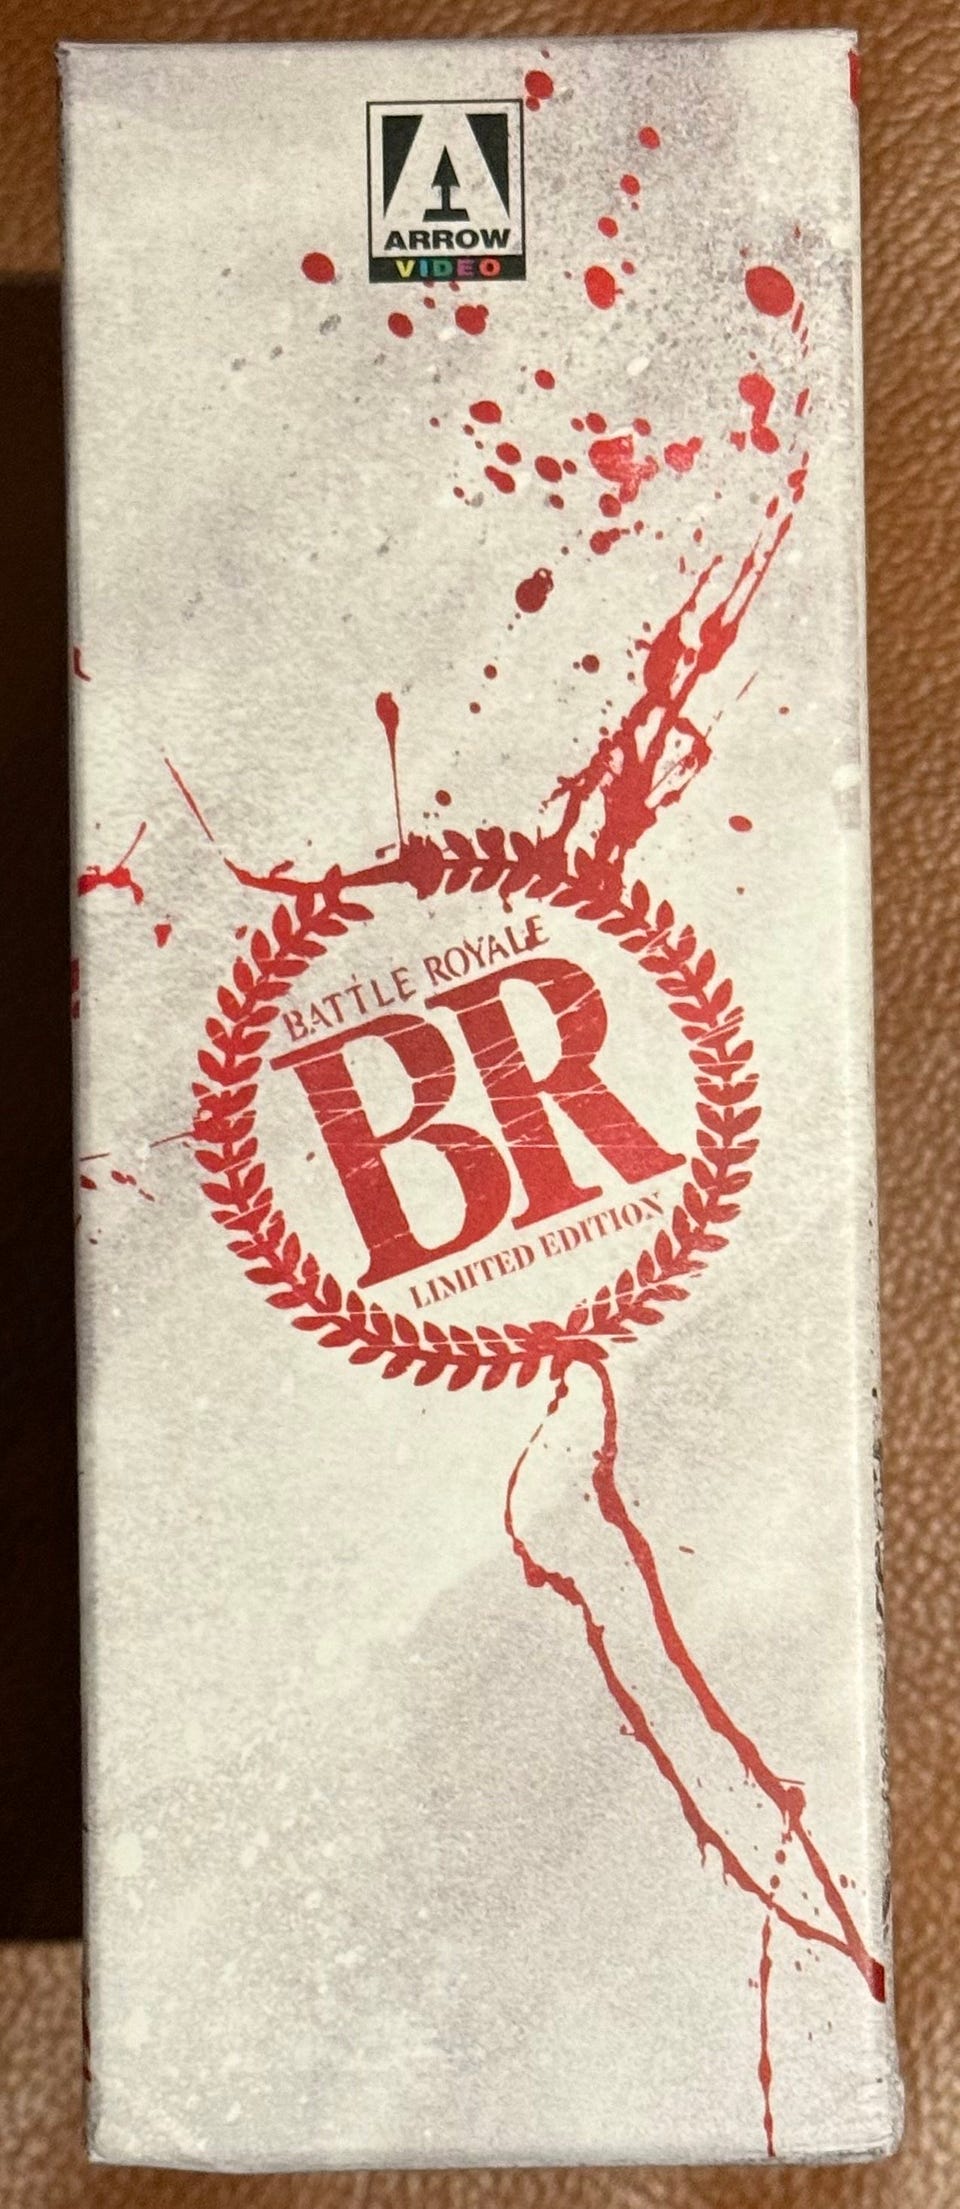 A
ARROW
VIDEO
BATTLE ROYALE
BR
LIMITED EDITION